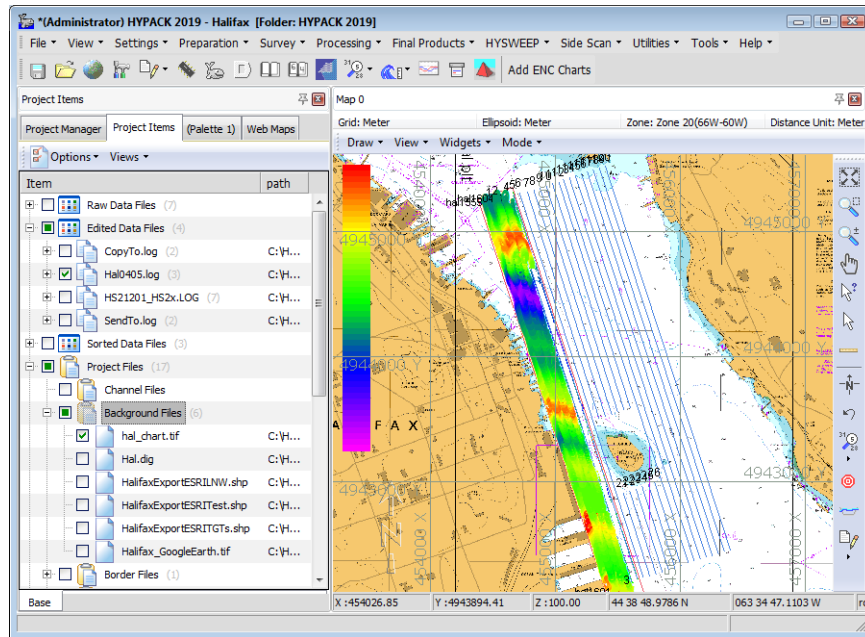 *(Administrator) HYPACK 2019 - Halifax [Folder: HYPACK 2019]
File View Settings Preparation Survey Processing Final Products HYSWEEP Side Scan Utilities Tools Help
Add ENC Charts
Project Items
Project Manager Project Items (Palette 1) Web Maps
Options Views
Item path
Raw Data Files (7)
Edited Data Files (4)
CopyTo.log (2) C:\H...
Hal0405.log (3) C:\H...
HS21201_HS2x.LOG (7) C:\H...
SendTo.log (2) C:\H...
Sorted Data Files (3)
Project Files (17)
Channel Files
Background Files (6)
hal_chart.tif C:\H...
Hal.dig C:\H...
HalifaxExportESRILNW.shp C:\H...
HalifaxExportESRITest.shp C:\H...
HalifaxExportESRITGTs.shp C:\H...
Halifax_GoogleEarth.tif C:\H...
Border Files (1)
Base
Map 0
Grid: Meter Ellipsoid: Meter Zone: Zone 20(66W-60W) Distance Unit: Meter
Draw View Widgets Mode
4945000
4944000 Y
4943000 Y
4943000 Y
454000 X
F A X
3
X :454026.85 Y :4943894.41 Z :100.00 44 38 48.9786 N 063 34 47.1103 W